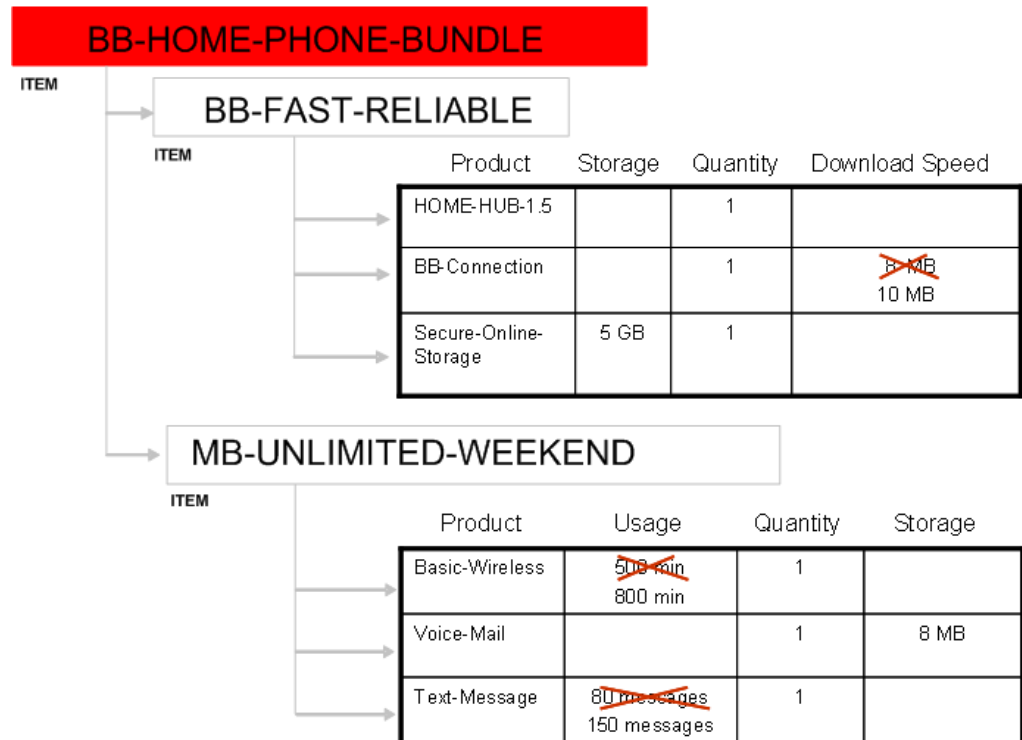 BB-HOME-PHONE-BUNDLE
ITEM
BB-FAST-RELIABLE
ITEM
Product Storage Quantity Download Speed
HOME-HUB-1.5 1
BB-Connection 1 8 MB
10 MB
Secure-Online- 5 GB 1
Storage
MB-UNLIMITED-WEEKEND
ITEM
Product Usage Quantity Storage
Basic-Wireless 500 min 1
800 min
Voice-Mail 1 8 MB
Text-Message 80 messages 1
150 messages